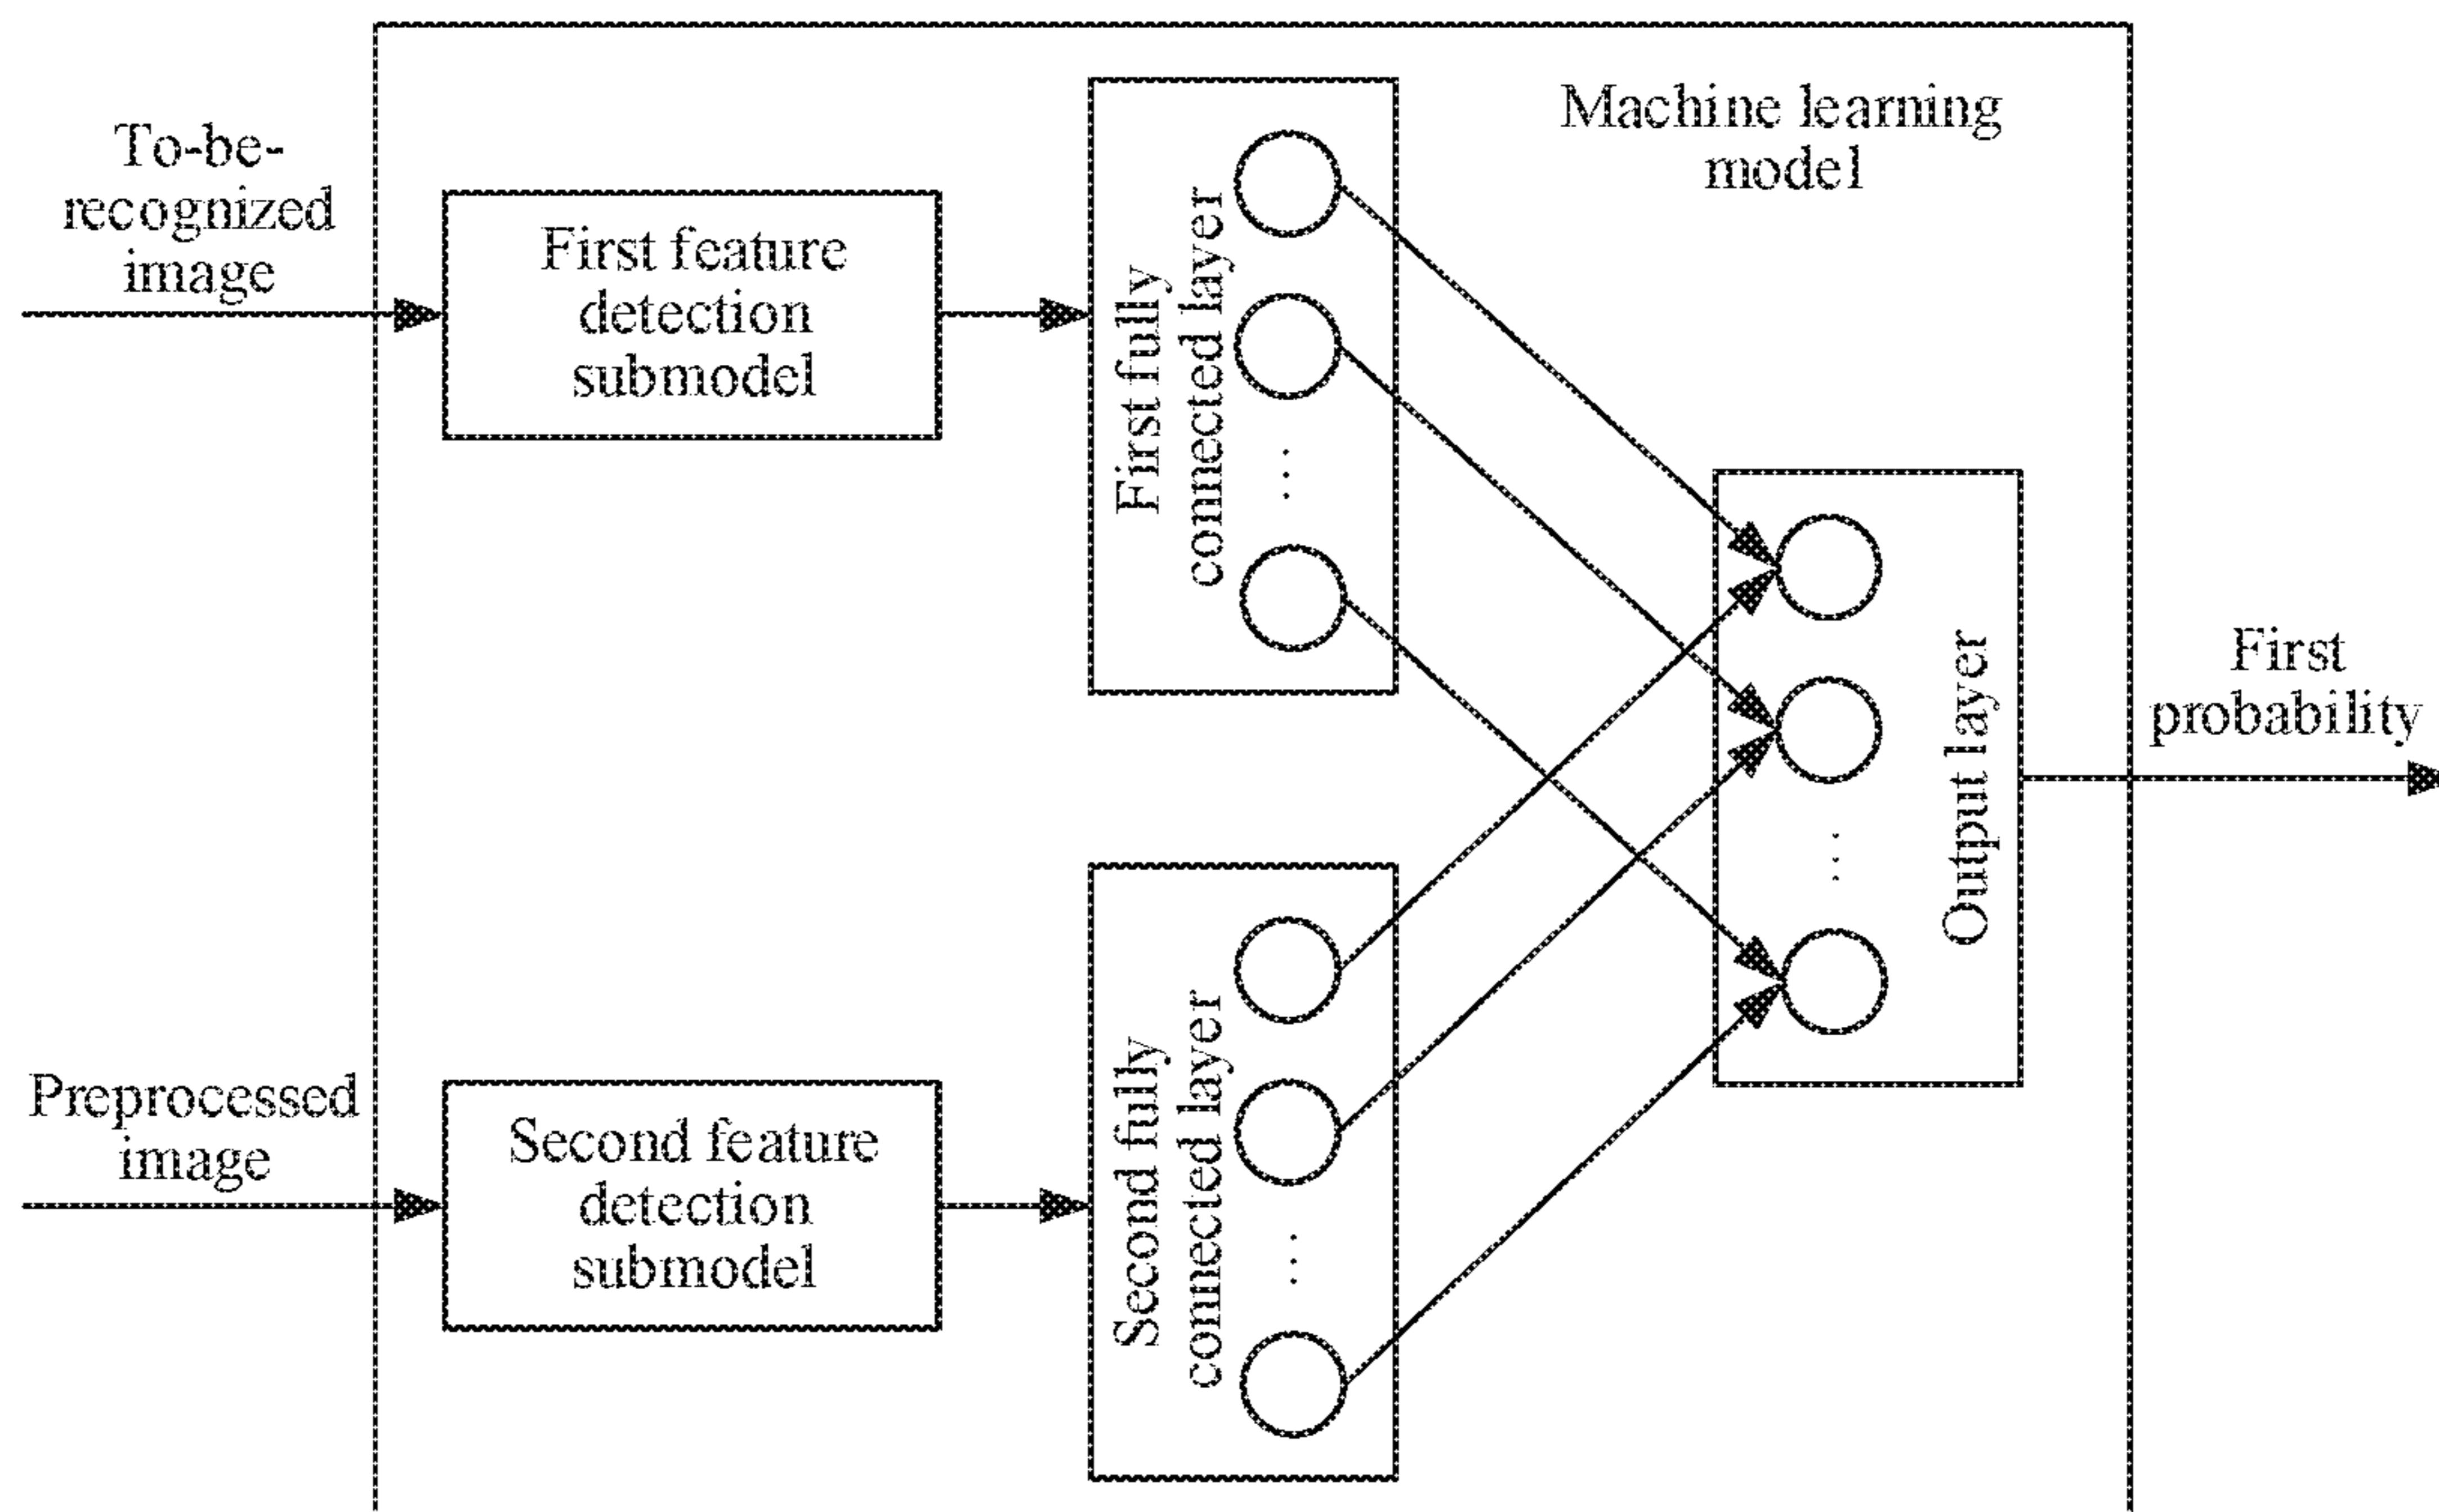 To-be-
recognized
image
First feature
detection
submodel
First fully
connected layer
...
Machine learning
model
Preprocessed
image
Second feature
detection
submodel
Second fully
connected layer
...
...
Output layer
First
probability